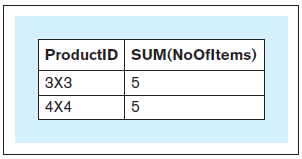 ProductID SUM(NoOfItems)
3X3 5
4X4 5